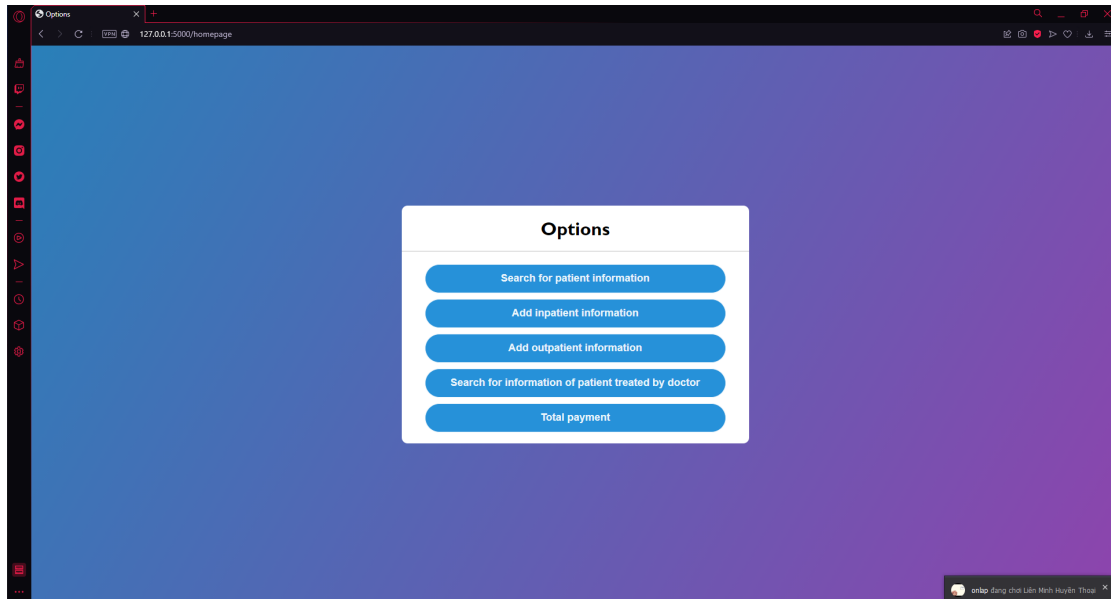 Options
VPN
127.0.0.1:5000/homepage
Options
Search for patient information
Add inpatient information
Add outpatient information
Search for information of patient treated by doctor
Total payment
onlap đang chơi Liên Minh Huyền Thoại